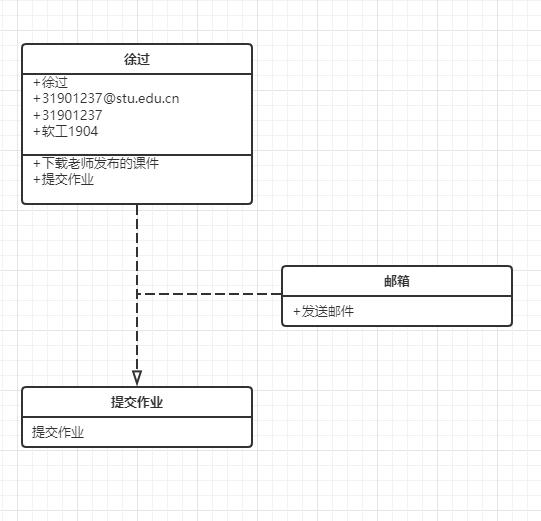 徐过
+徐过
+31901237@stu.edu.cn
+31901237
+软工1904
+下载老师发布的课件
+提交作业
邮箱
+发送邮件
提交作业
提交作业